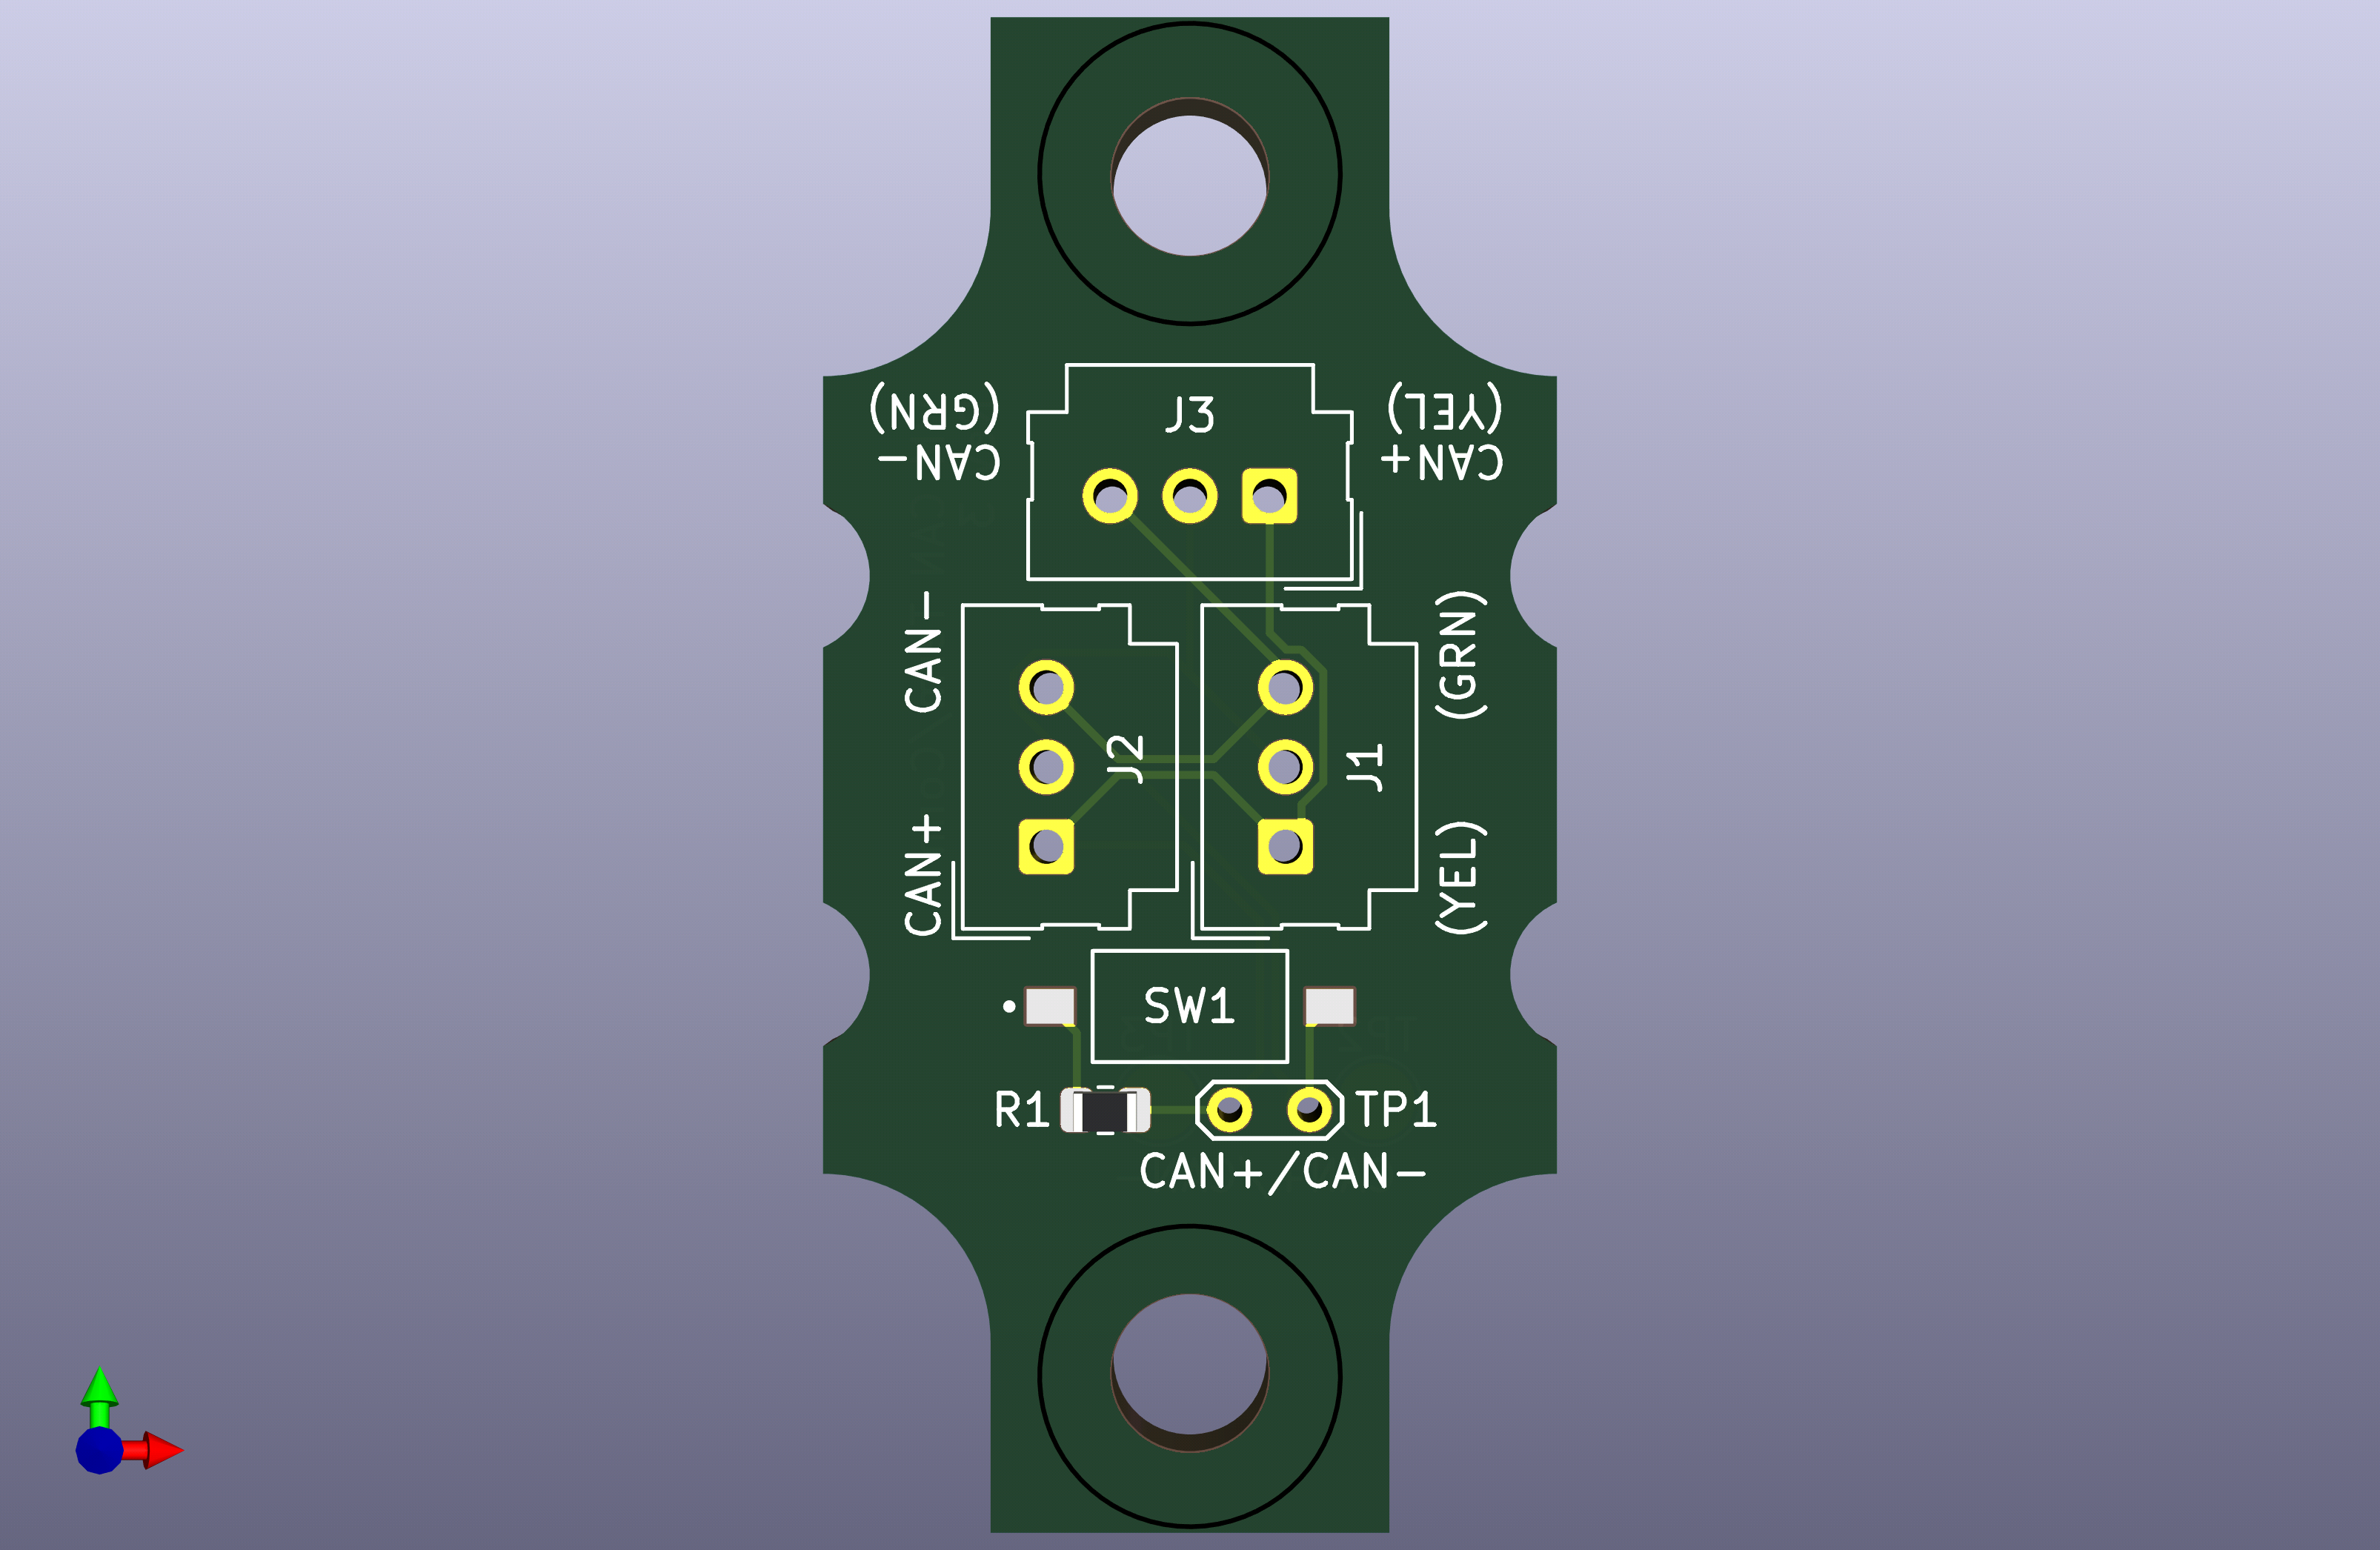 (GRN)
CAN-
J3
(YEL)
CAN+
CAN-
CAN+
J2
J1
(GRN)
(YEL)
SW1
R1
TP1
CAN+/CAN-